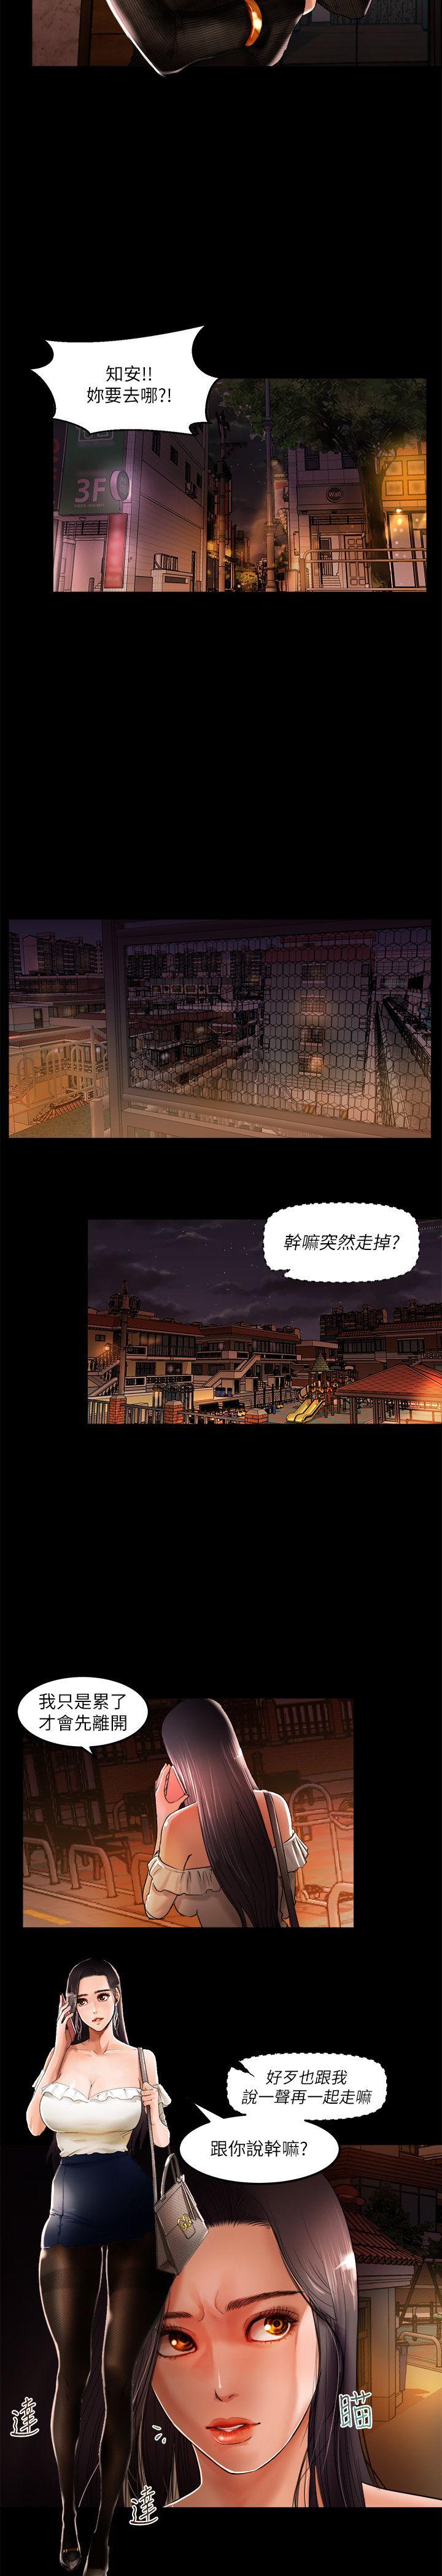 知安!!
妳要去哪?!
3F
Wall
幹嘛突然走掉?
我只是累了
才會先離開
好歹也跟我
說一聲再一起走嘛
跟你說幹嘛?
瞄
達
達